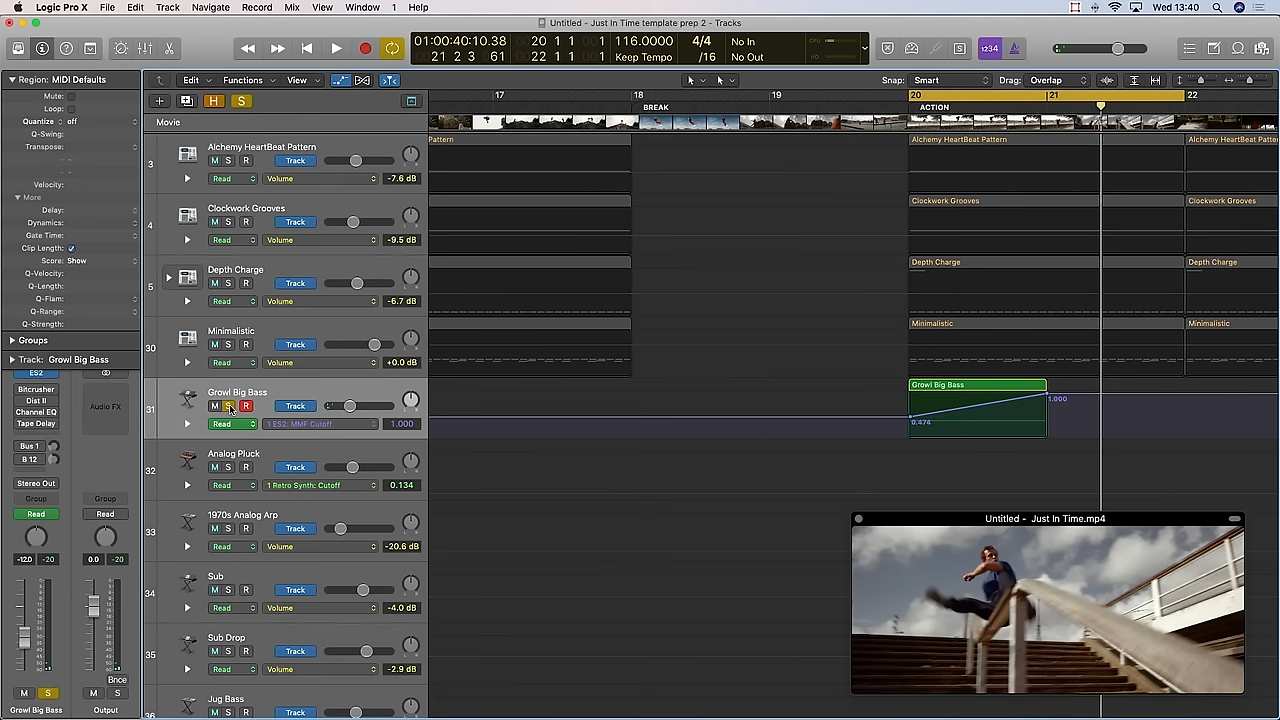 Logic Pro X File Edit Track Navigate Record Mix View Window 1 Help Wed 13:40
Untitled - Just In Time template prep 2 - Tracks
01:00:40:10.38 20 1 1 001 116.0000 4/4 No In
21 2 3 61 22 1 1 001 Keep Tempo /16 No Out
CPU
1234
Region: MIDI Defaults
Edit Functions View Snap: Smart Drag: Overlap
Mute:
Loop:
Quantize off
Q-Swing:
Transpose:
Velocity:
More
Delay:
Dynamics:
Gate Time:
Clip Length:
Score: Show
Q-Velocity:
Q-Length:
Q-Flam:
Q-Range:
Q-Strength:
Groups
Track: Growl Big Bass
H S
17 18 19 20 21 22
BREAK ACTION
Movie
3 Alchemy HeartBeat Pattern
M S R Track
Read Volume -7.6 dB
Pattern Alchemy HeartBeat Pattern Alchemy HeartBeat Patter
4 Clockwork Grooves
M S R Track
Read Volume -9.5 dB
Clockwork Grooves Clockwork Grooves
5 Depth Charge
M S R Track
Read Volume -6.7 dB
Depth Charge Depth Charge
30 Minimalistic
M S R Track
Read Volume +0.0 dB
Minimalistic Minimalistic
31 Growl Big Bass
M S R Track
Read 1 ES2: MMF Cutoff 1.000
Growl Big Bass
0.474 1.000
32 Analog Pluck
M S R Track
Read 1 Retro Synth: Cutoff 0.134
33 1970s Analog Arp
M S R Track
Read Volume -20.6 dB
34 Sub
M S R Track
Read Volume -4.0 dB
35 Sub Drop
M S R Track
Read Volume -2.9 dB
36 Jug Bass
M S R Track
ES2
Bitcrusher
Dist II
Channel EQ
Tape Delay
Audio FX
Bus 1
B 12
Stereo Out
Group Group
Read Read
-12.0 -20 0.0 -20
Bnce
M S M S
Growl Big Bass Output
Untitled - Just In Time.mp4